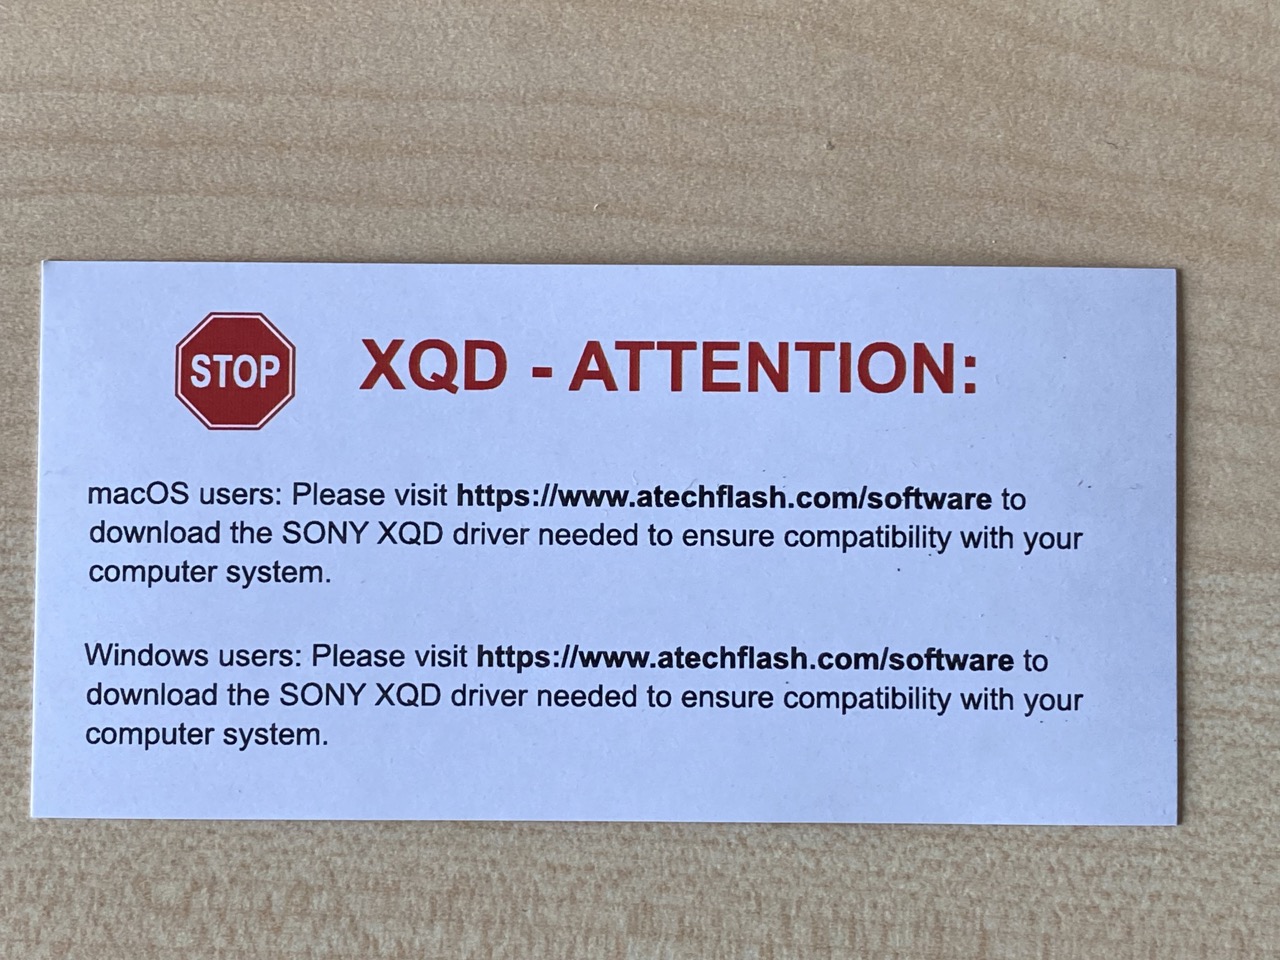 STOP
XQD - ATTENTION:
macOS users: Please visit https://www.atechflash.com/software to
download the SONY XQD driver needed to ensure compatibility with your
computer system.
Windows users: Please visit https://www.atechflash.com/software to
download the SONY XQD driver needed to ensure compatibility with your
computer system.